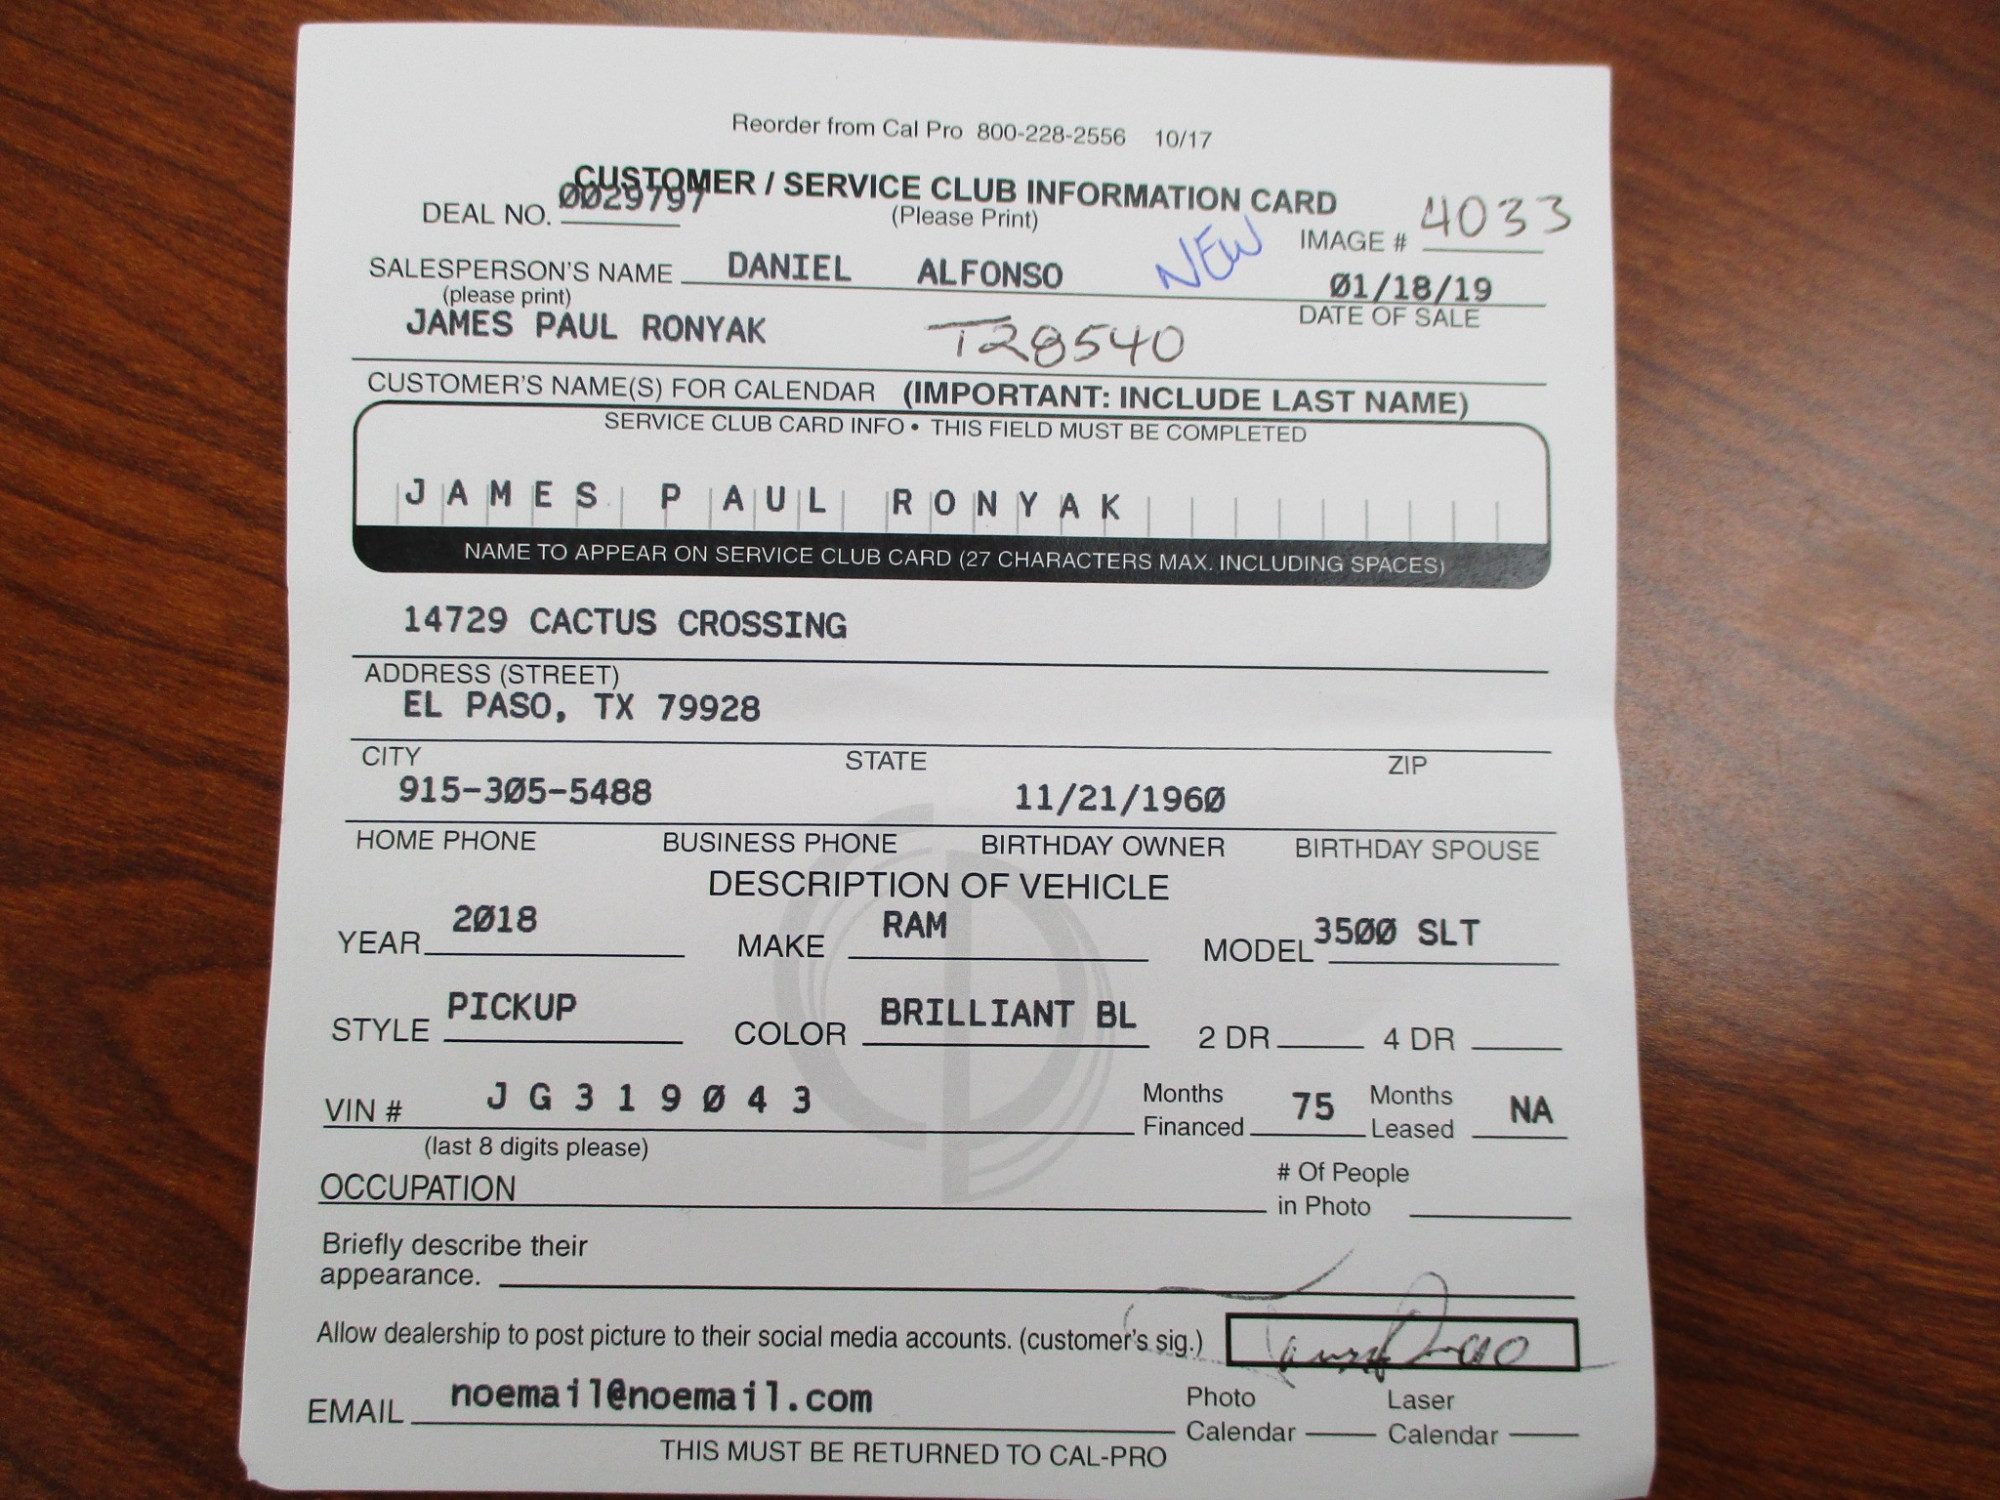 Reorder from Cal Pro 800-228-2556 10/17
CUSTOMER / SERVICE CLUB INFORMATION CARD
DEAL NO. 0029797 (Please Print) IMAGE # 4033
SALESPERSON'S NAME DANIEL ALFONSO NEW 01/18/19
(please print) DATE OF SALE
JAMES PAUL RONYAK T28540
CUSTOMER'S NAME(S) FOR CALENDAR (IMPORTANT: INCLUDE LAST NAME)
SERVICE CLUB CARD INFO • THIS FIELD MUST BE COMPLETED
JAMES PAUL RONYAK
NAME TO APPEAR ON SERVICE CLUB CARD (27 CHARACTERS MAX. INCLUDING SPACES)
14729 CACTUS CROSSING
ADDRESS (STREET)
EL PASO, TX 79928
CITY STATE ZIP
915-305-5488 11/21/1960
HOME PHONE BUSINESS PHONE BIRTHDAY OWNER BIRTHDAY SPOUSE
DESCRIPTION OF VEHICLE
YEAR 2018 MAKE RAM MODEL 3500 SLT
STYLE PICKUP COLOR BRILLIANT BL 2 DR 4 DR
VIN # JG319043 Months Financed 75 Months Leased NA
(last 8 digits please)
OCCUPATION # Of People in Photo
Briefly describe their
appearance.
Allow dealership to post picture to their social media accounts. (customer's sig.)
EMAIL noemail@noemail.com Photo Calendar Laser Calendar
THIS MUST BE RETURNED TO CAL-PRO